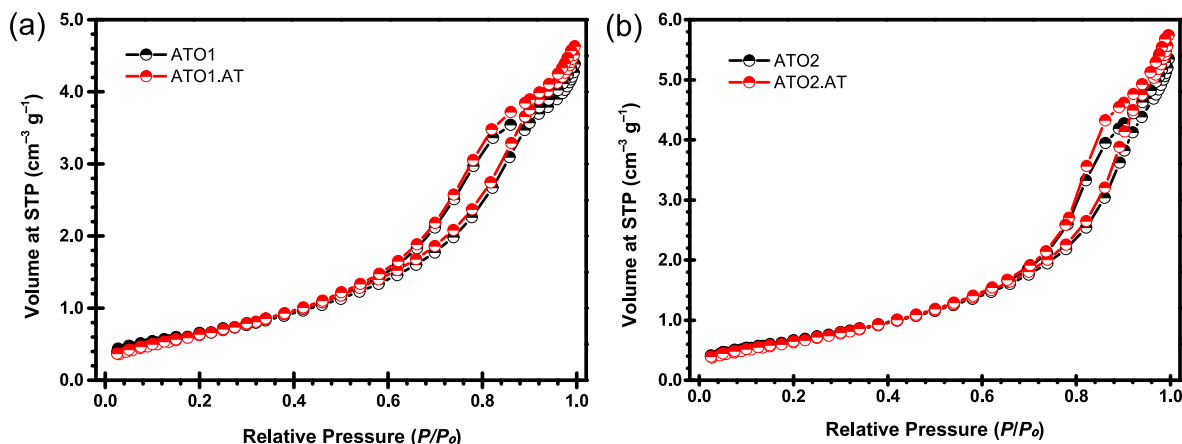 (a)
5.0
4.0
3.0
2.0
1.0
0.0
Volume at STP (cm⁻³ g⁻¹)
ATO1
ATO1.AT
0.0 0.2 0.4 0.6 0.8 1.0
Relative Pressure (P/Pₒ)
(b)
6.0
5.0
4.0
3.0
2.0
1.0
0.0
Volume at STP (cm⁻³ g⁻¹)
ATO2
ATO2.AT
0.0 0.2 0.4 0.6 0.8 1.0
Relative Pressure (P/Pₒ)